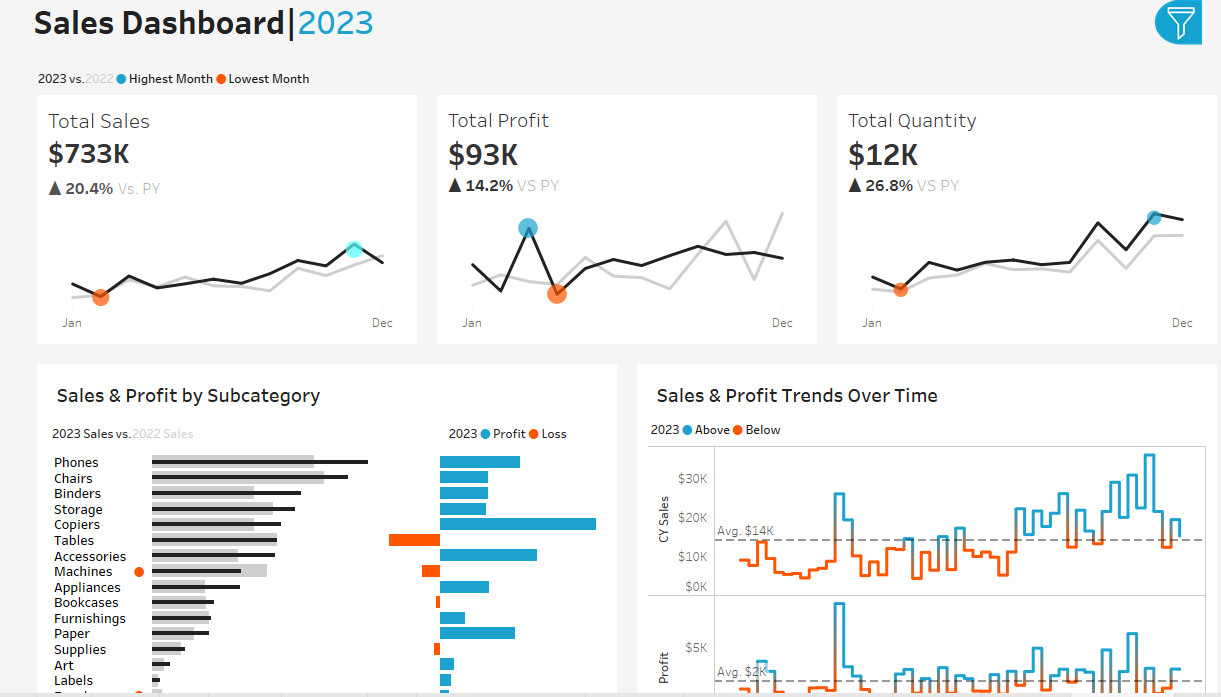 Sales Dashboard|2023
2023 vs.2022 Highest Month Lowest Month
Total Sales
$733K
▲ 20.4% Vs. PY
Jan Dec
Total Profit
$93K
▲ 14.2% VS PY
Jan Dec
Total Quantity
$12K
▲ 26.8% VS PY
Jan Dec
Sales & Profit by Subcategory
2023 Sales vs.2022 Sales
2023 Profit Loss
Phones
Chairs
Binders
Storage
Copiers
Tables
Accessories
Machines
Appliances
Bookcases
Furnishings
Paper
Supplies
Art
Labels
Sales & Profit Trends Over Time
2023 Above Below
CY Sales
$30K
$20K
Avg. $14K
$10K
$0K
Profit
$5K
Avg. $2K